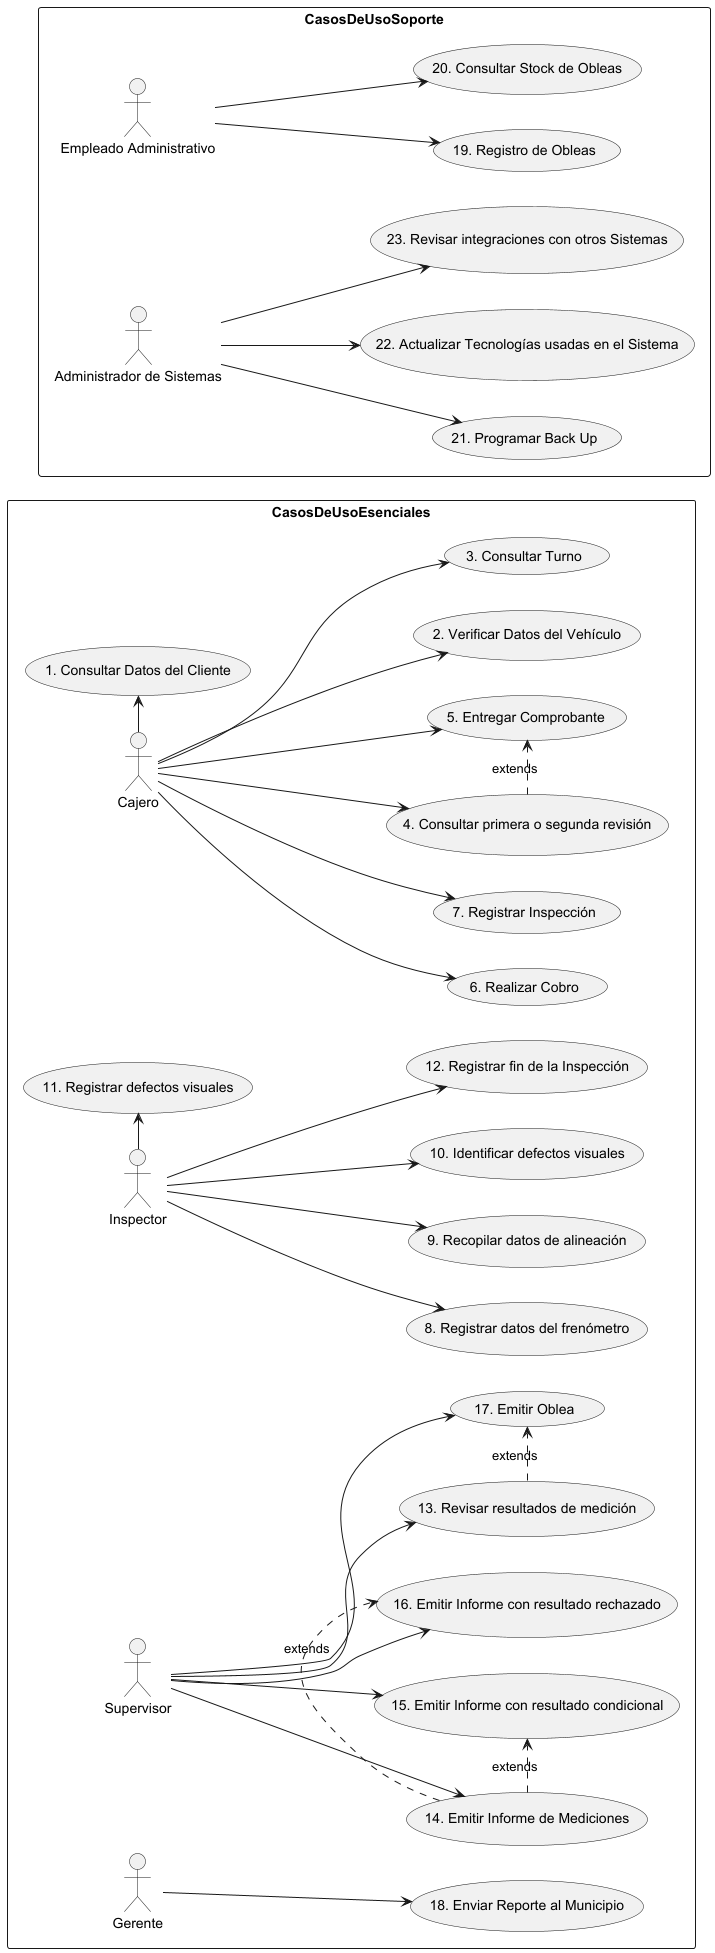 CasosDeUsoSoporte
20. Consultar Stock de Obleas
Empleado Administrativo
19. Registro de Obleas
23. Revisar integraciones con otros Sistemas
22. Actualizar Tecnologías usadas en el Sistema
Administrador de Sistemas
21. Programar Back Up
CasosDeUsoEsenciales
3. Consultar Turno
2. Verificar Datos del Vehículo
1. Consultar Datos del Cliente
5. Entregar Comprobante
extends
Cajero
4. Consultar primera o segunda revisión
7. Registrar Inspección
6. Realizar Cobro
12. Registrar fin de la Inspección
11. Registrar defectos visuales
10. Identificar defectos visuales
Inspector
9. Recopilar datos de alineación
8. Registrar datos del frenómetro
17. Emitir Oblea
extends
13. Revisar resultados de medición
16. Emitir Informe con resultado rechazado
extends
Supervisor
15. Emitir Informe con resultado condicional
extends
14. Emitir Informe de Mediciones
18. Enviar Reporte al Municipio
Gerente